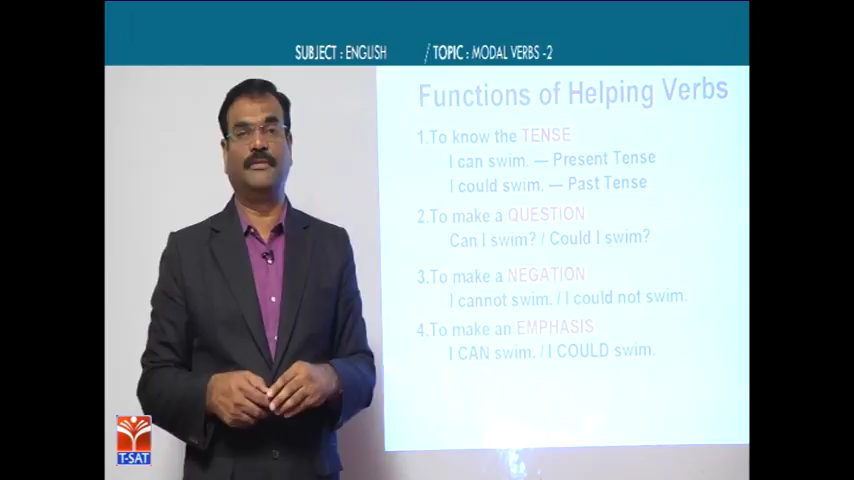 SUBJECT : ENGLISH / TOPIC : MODAL VERBS -2
Functions of Helping Verbs
1.To know the TENSE
I can swim. — Present Tense
I could swim. — Past Tense
2.To make a QUESTION
Can I swim? / Could I swim?
3.To make a NEGATION
I cannot swim. / I could not swim.
4.To make an EMPHASIS
I CAN swim. / I COULD swim.
T-SAT